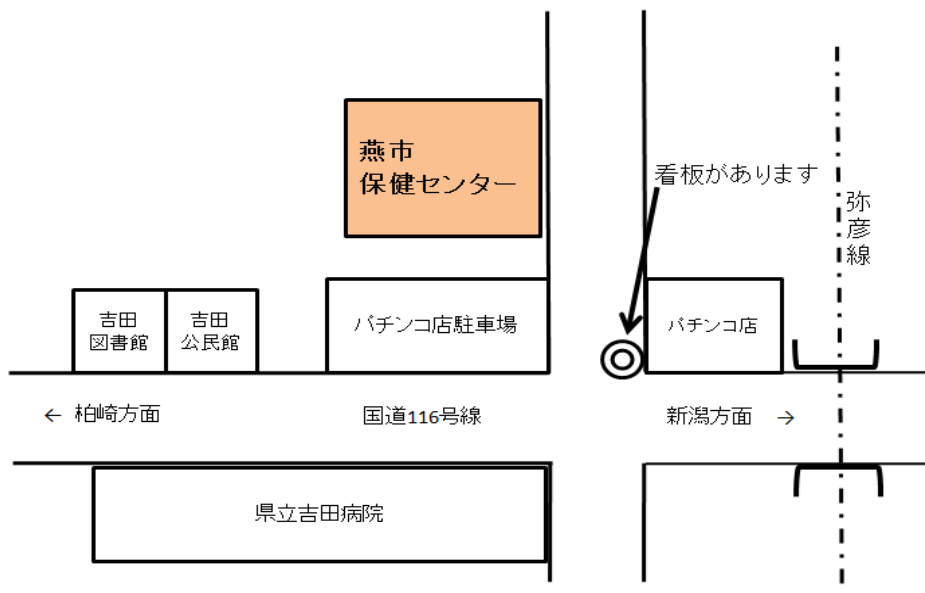 燕市
保健センター
看板があります
弥彦線
吉田
図書館
吉田
公民館
パチンコ店駐車場
パチンコ店
← 柏崎方面
国道116号線
新潟方面 →
県立吉田病院